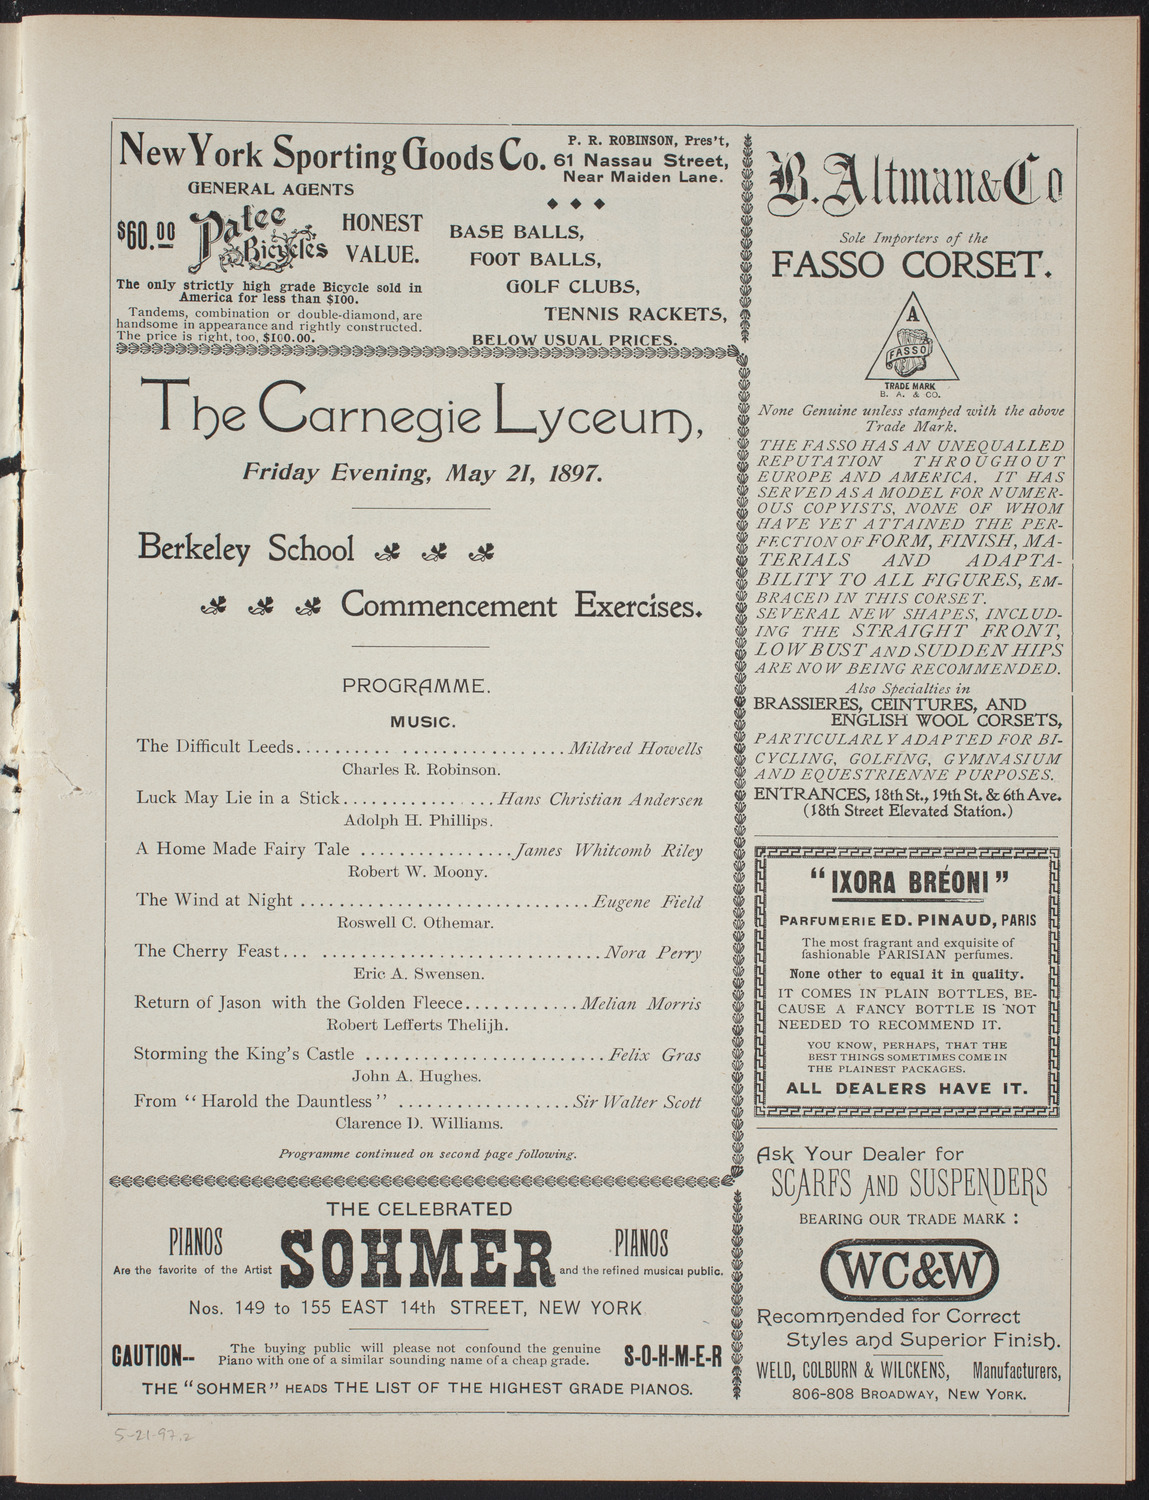 New York Sporting Goods Co.
P. R. ROBINSON, Pres't,
61 Nassau Street,
Near Maiden Lane.
GENERAL AGENTS
$60.00
Patee
Bicycles
HONEST
VALUE.
The only strictly high grade Bicycle sold in
America for less than $100.
Tandems, combination or double-diamond, are
handsome in appearance and rightly constructed.
The price is right, too, $100.00.
BASE BALLS,
FOOT BALLS,
GOLF CLUBS,
TENNIS RACKETS,
BELOW USUAL PRICES.
The Carnegie Lyceum,
Friday Evening, May 21, 1897.
Berkeley School
Commencement Exercises.
PROGRAMME.
MUSIC.
The Difficult Leeds.......... ..........................Mildred Howells
Charles R. Robinson.
Luck May Lie in a Stick................Hans Christian Andersen
Adolph H. Phillips.
A Home Made Fairy Tale ................James Whitcomb Riley
Robert W. Moony.
The Wind at Night .............................Eugene Field
Roswell C. Othemar.
The Cherry Feast... ............................Nora Perry
Eric A. Swensen.
Return of Jason with the Golden Fleece............Melian Morris
Robert Lefferts Thelijh.
Storming the King's Castle ........................Felix Gras
John A. Hughes.
From "Harold the Dauntless" ..................Sir Walter Scott
Clarence D. Williams.
Programme continued on second page following.
THE CELEBRATED
PIANOS
SOHMER
PIANOS
Are the favorite of the Artist
and the refined musical public.
Nos. 149 to 155 EAST 14th STREET, NEW YORK
CAUTION--
The buying public will please not confound the genuine
Piano with one of a similar sounding name of a cheap grade.
S-O-H-M-E-R
THE "SOHMER" HEADS THE LIST OF THE HIGHEST GRADE PIANOS.
B. Altman & Co
Sole Importers of the
FASSO CORSET.
A
FASSO
TRADE MARK
B. A. & CO.
None Genuine unless stamped with the above
Trade Mark.
THE FASSO HAS AN UNEQUALLED
REPUTATION THROUGHOUT
EUROPE AND AMERICA. IT HAS
SERVED AS A MODEL FOR NUMER-
OUS COPYISTS, NONE OF WHOM
HAVE YET ATTAINED THE PER-
FECTION OF FORM, FINISH, MA-
TERIALS AND ADAPTA-
BILITY TO ALL FIGURES, EM-
BRACED IN THIS CORSET.
SEVERAL NEW SHAPES, INCLUD-
ING THE STRAIGHT FRONT,
LOW BUST AND SUDDEN HIPS
ARE NOW BEING RECOMMENDED.
Also Specialties in
BRASSIERES, CEINTURES, AND
ENGLISH WOOL CORSETS,
PARTICULARLY ADAPTED FOR BI-
CYCLING, GOLFING, GYMNASIUM
AND EQUESTRIENNE PURPOSES.
ENTRANCES, 18th St., 19th St. & 6th Ave.
(18th Street Elevated Station.)
"IXORA BRÉONI"
PARFUMERIE ED. PINAUD, PARIS
The most fragrant and exquisite of
fashionable PARISIAN perfumes.
None other to equal it in quality.
IT COMES IN PLAIN BOTTLES, BE-
CAUSE A FANCY BOTTLE IS NOT
NEEDED TO RECOMMEND IT.
YOU KNOW, PERHAPS, THAT THE
BEST THINGS SOMETIMES COME IN
THE PLAINEST PACKAGES.
ALL DEALERS HAVE IT.
Ask Your Dealer for
SCARFS AND SUSPENDERS
BEARING OUR TRADE MARK :
WC&W
Recommended for Correct
Styles and Superior Finish.
WELD, COLBURN & WILCKENS, Manufacturers,
806-808 BROADWAY, NEW YORK.
5-21-97.2